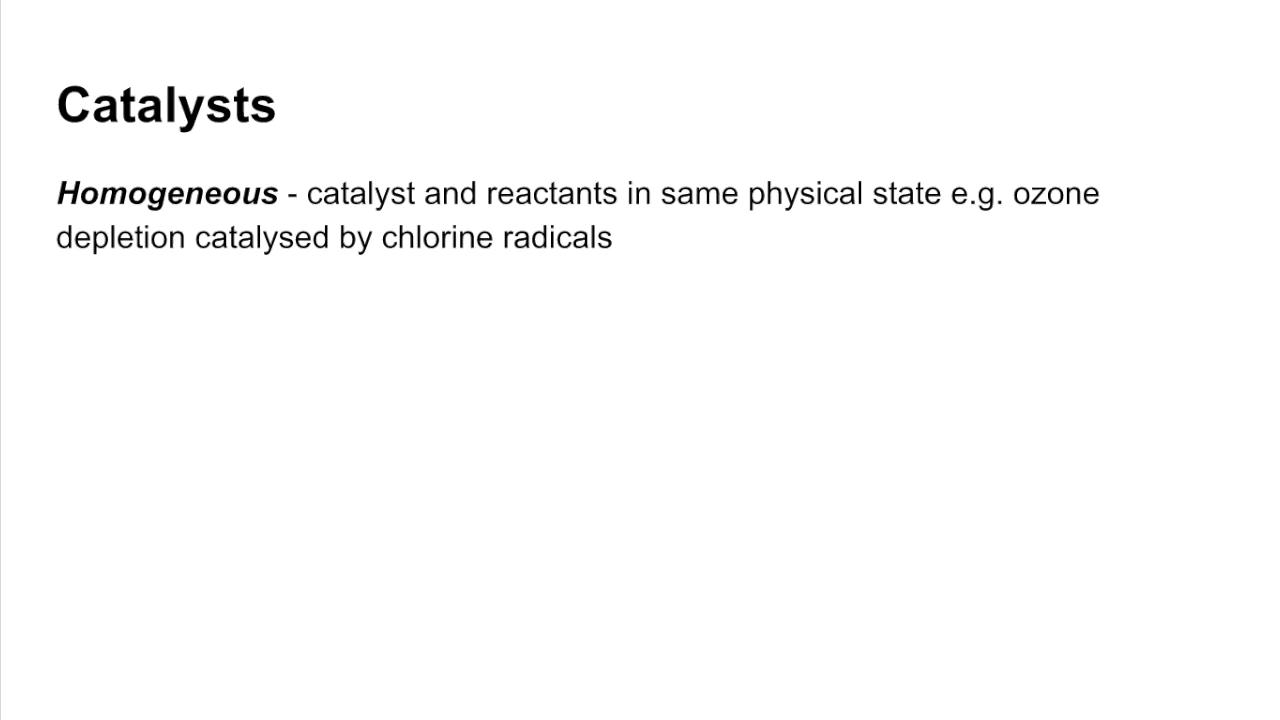 Catalysts
Homogeneous - catalyst and reactants in same physical state e.g. ozone
depletion catalysed by chlorine radicals